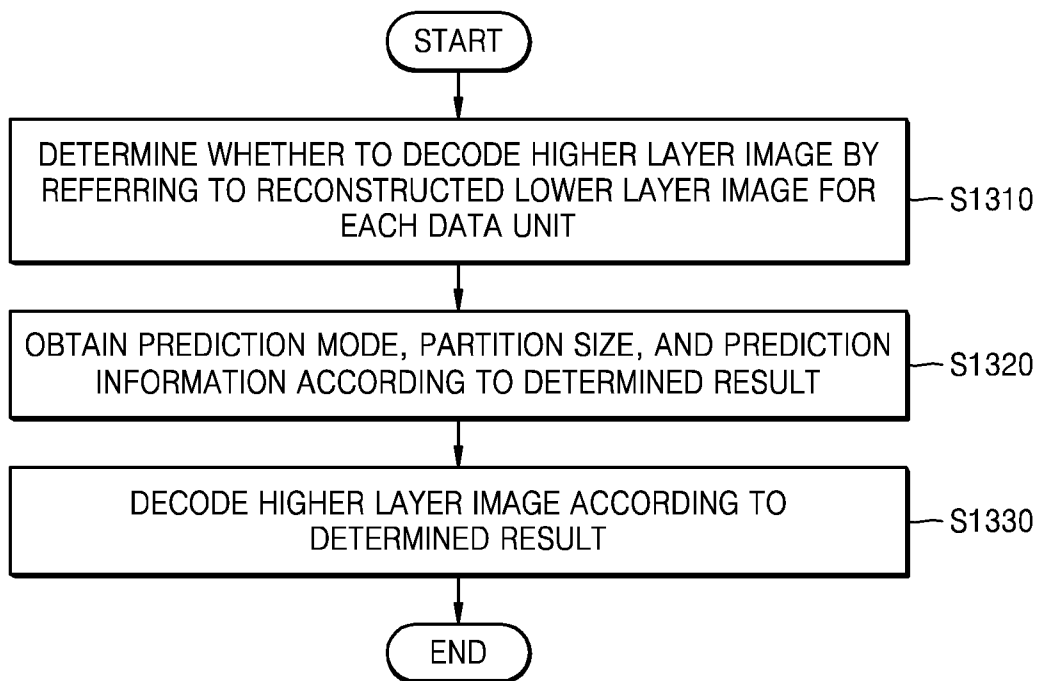 START
DETERMINE WHETHER TO DECODE HIGHER LAYER IMAGE BY
REFERRING TO RECONSTRUCTED LOWER LAYER IMAGE FOR
EACH DATA UNIT
S1310
OBTAIN PREDICTION MODE, PARTITION SIZE, AND PREDICTION
INFORMATION ACCORDING TO DETERMINED RESULT
S1320
DECODE HIGHER LAYER IMAGE ACCORDING TO
DETERMINED RESULT
S1330
END